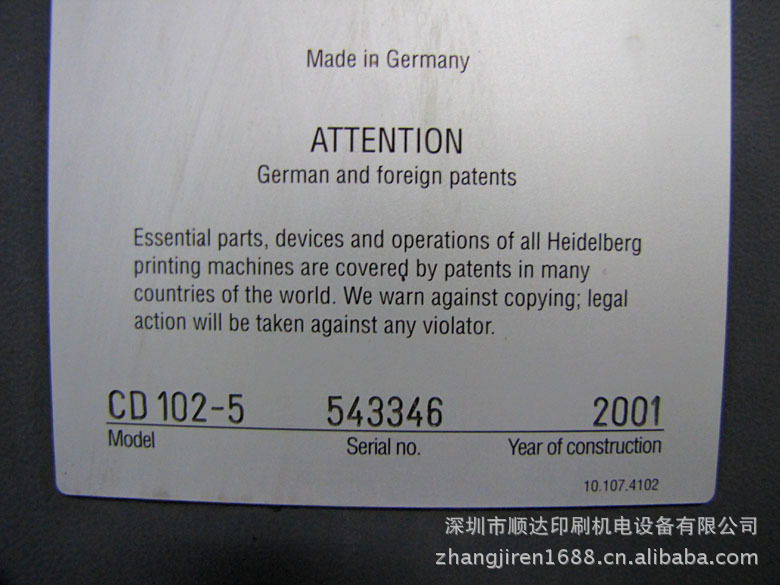 Made in Germany
ATTENTION
German and foreign patents
Essential parts, devices and operations of all Heidelberg
printing machines are covered by patents in many
countries of the world. We warn against copying; legal
action will be taken against any violator.
CD 102-5 543346 2001
Model Serial no. Year of construction
10.107.4102
深圳市顺达印刷机电设备有限公司
zhangjiren1688.cn.alibaba.com